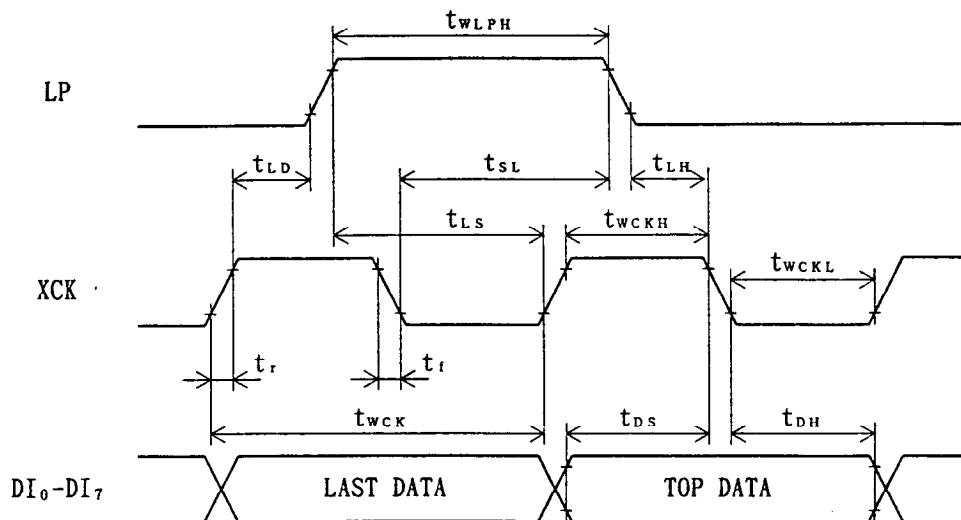 tWLPH
LP
tLD
tSL
tLH
tLS
tWCKH
XCK
tWCKL
tr
tf
tWCK
tDS
tDH
DI₀-DI₇
LAST DATA
TOP DATA